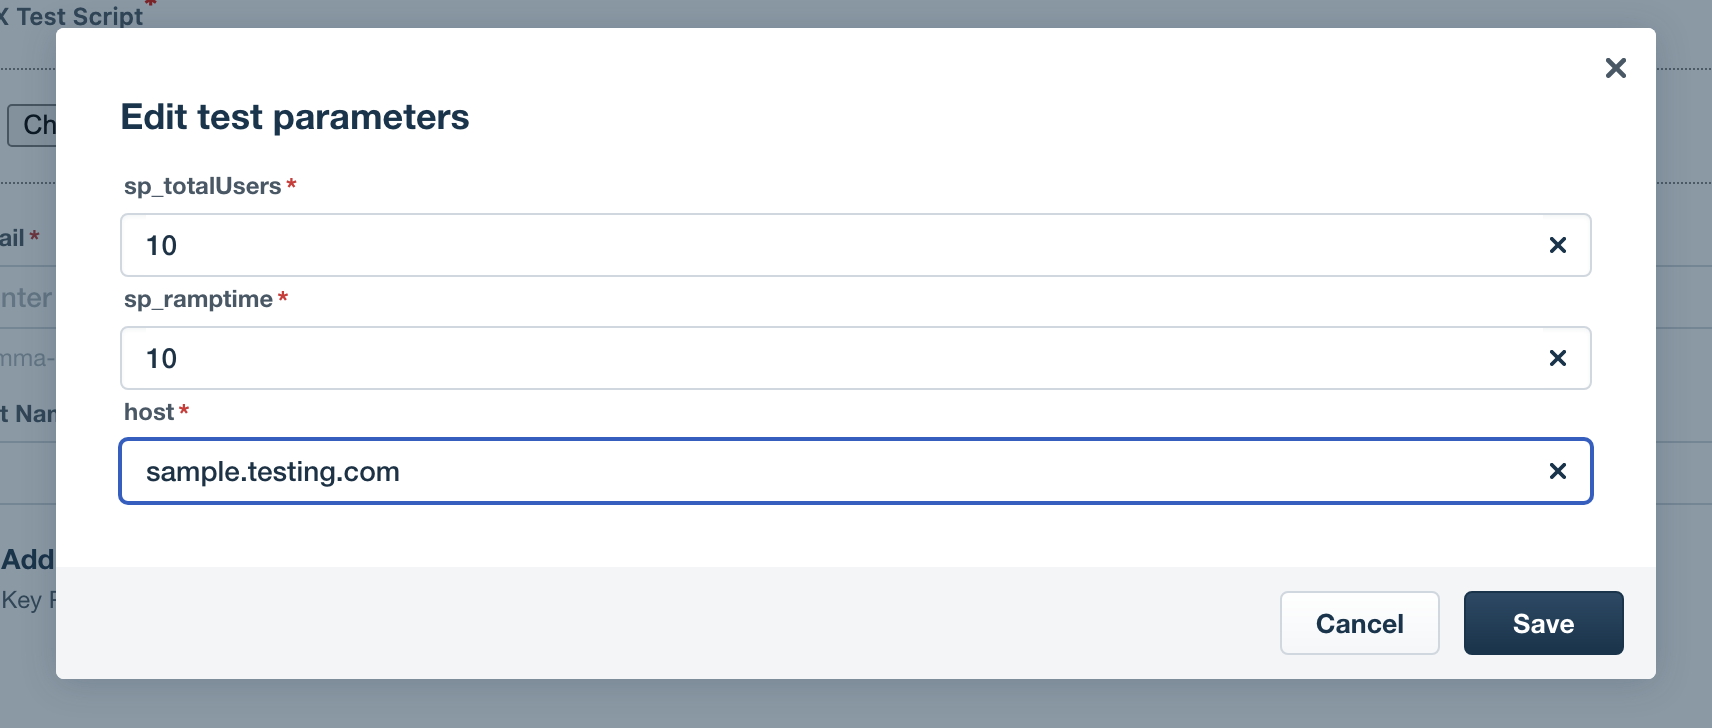 X Test Script*
Edit test parameters
Ch
sp_totalUsers*
10
ail*
nter
sp_ramptime*
10
mma-
host*
t Nan
sample.testing.com
Add
Key
Cancel
Save